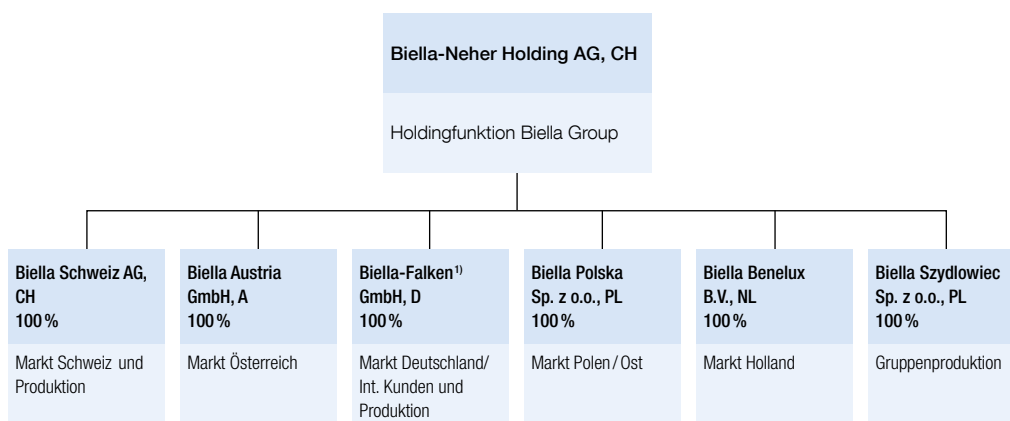 Biella-Neher Holding AG, CH
Holdingfunktion Biella Group
Biella Schweiz AG,
CH
100 %
Markt Schweiz und
Produktion
Biella Austria
GmbH, A
100 %
Markt Österreich
Biella-Falken¹⁾
GmbH, D
100 %
Markt Deutschland/
Int. Kunden und
Produktion
Biella Polska
Sp. z o.o., PL
100 %
Markt Polen / Ost
Biella Benelux
B.V., NL
100 %
Markt Holland
Biella Szydlowiec
Sp. z o.o., PL
100 %
Gruppenproduktion